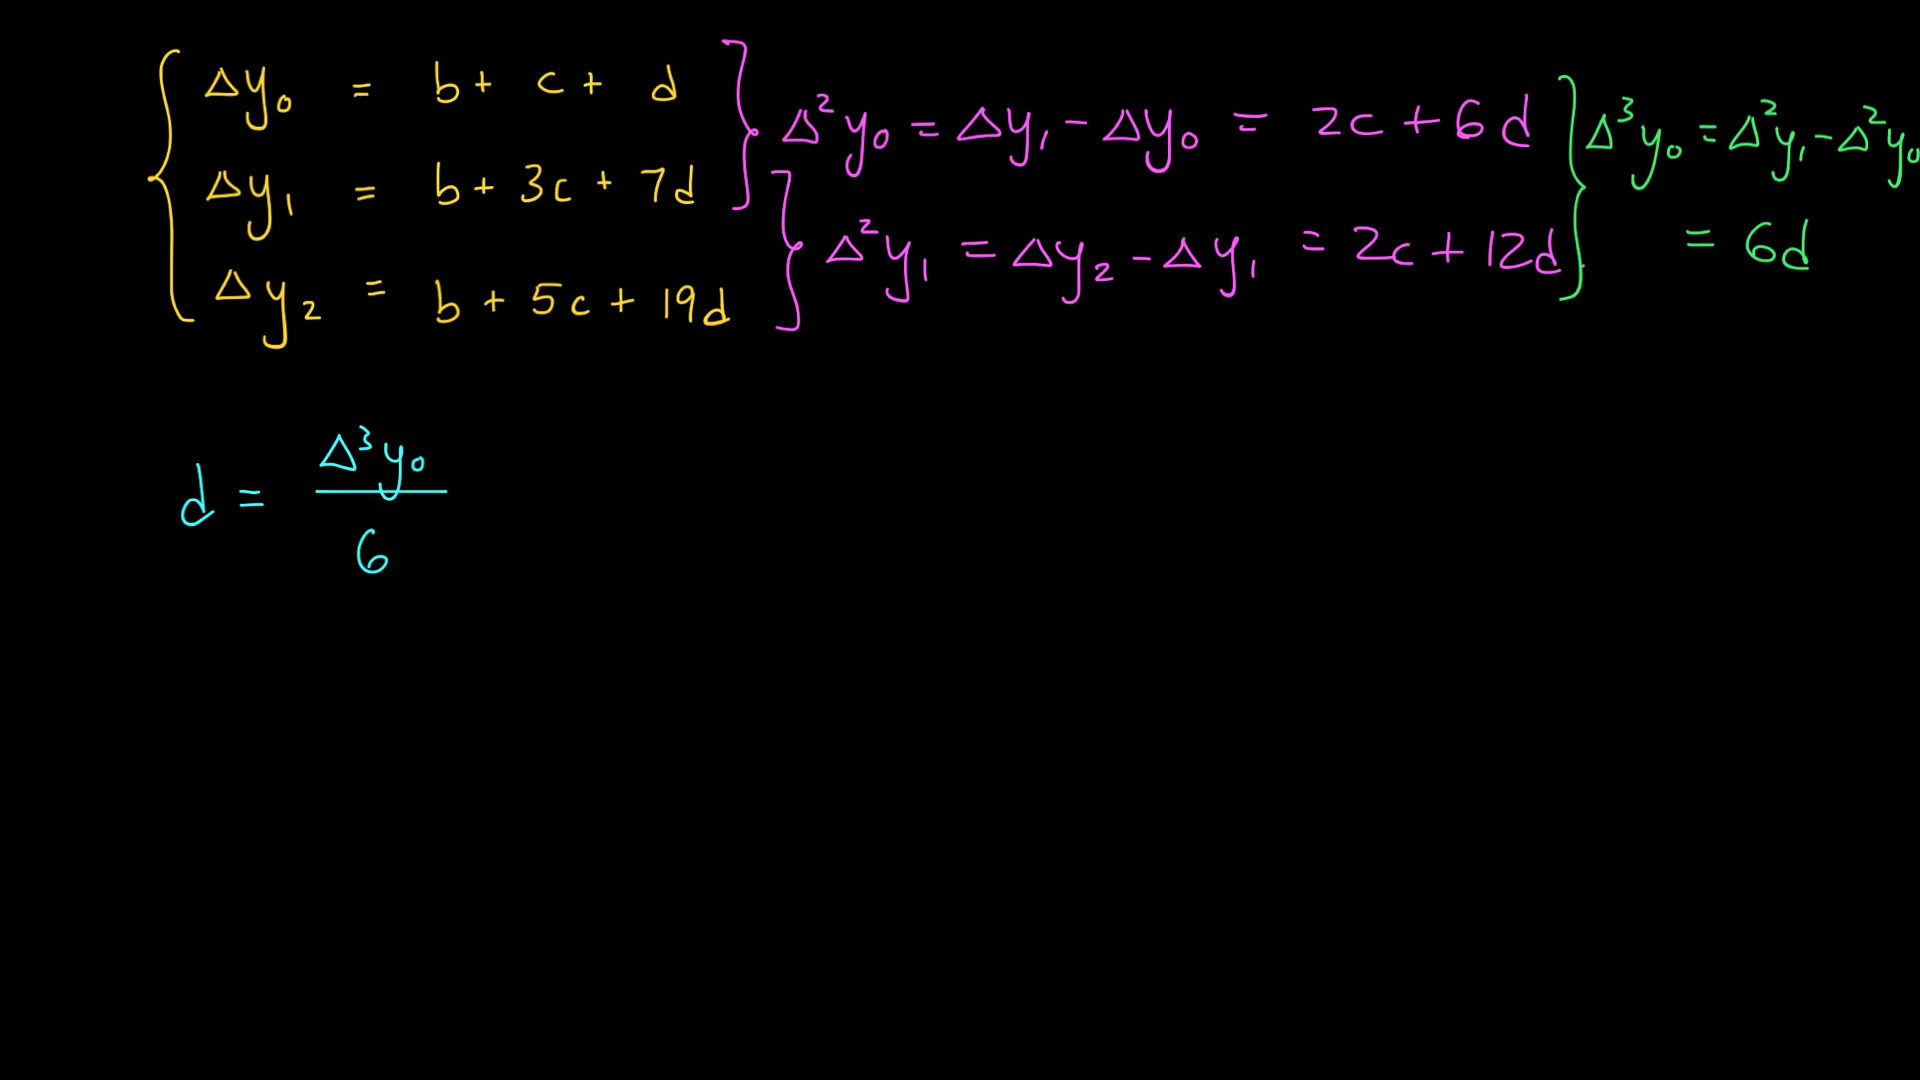 Δy₀ = b + c + d
Δy₁ = b + 3c + 7d
Δy₂ = b + 5c + 19d
Δ²y₀ = Δy₁ - Δy₀ = 2c + 6d
Δ²y₁ = Δy₂ - Δy₁ = 2c + 12d
Δ³y₀ = Δ²y₁ - Δ²y₀
= 6d
d = Δ³y₀ / 6